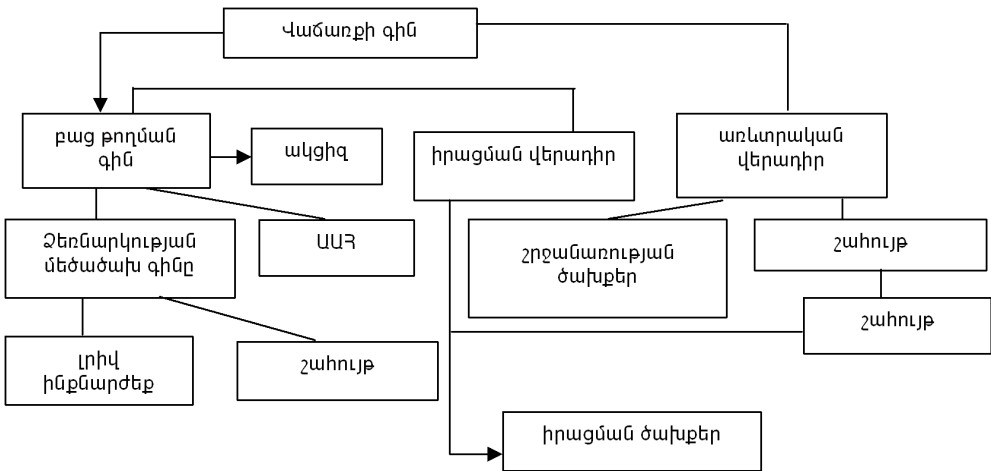 Վաճառքի գին
բաց թողման
գին
ակցիզ
իրացման վերադիր
առևտրական
վերադիր
Ձեռնարկության
մեծածախ գինը
ԱԱՀ
շրջանառության
ծախքեր
շահույթ
շահույթ
լրիվ
ինքնարժեք
շահույթ
իրացման ծախքեր